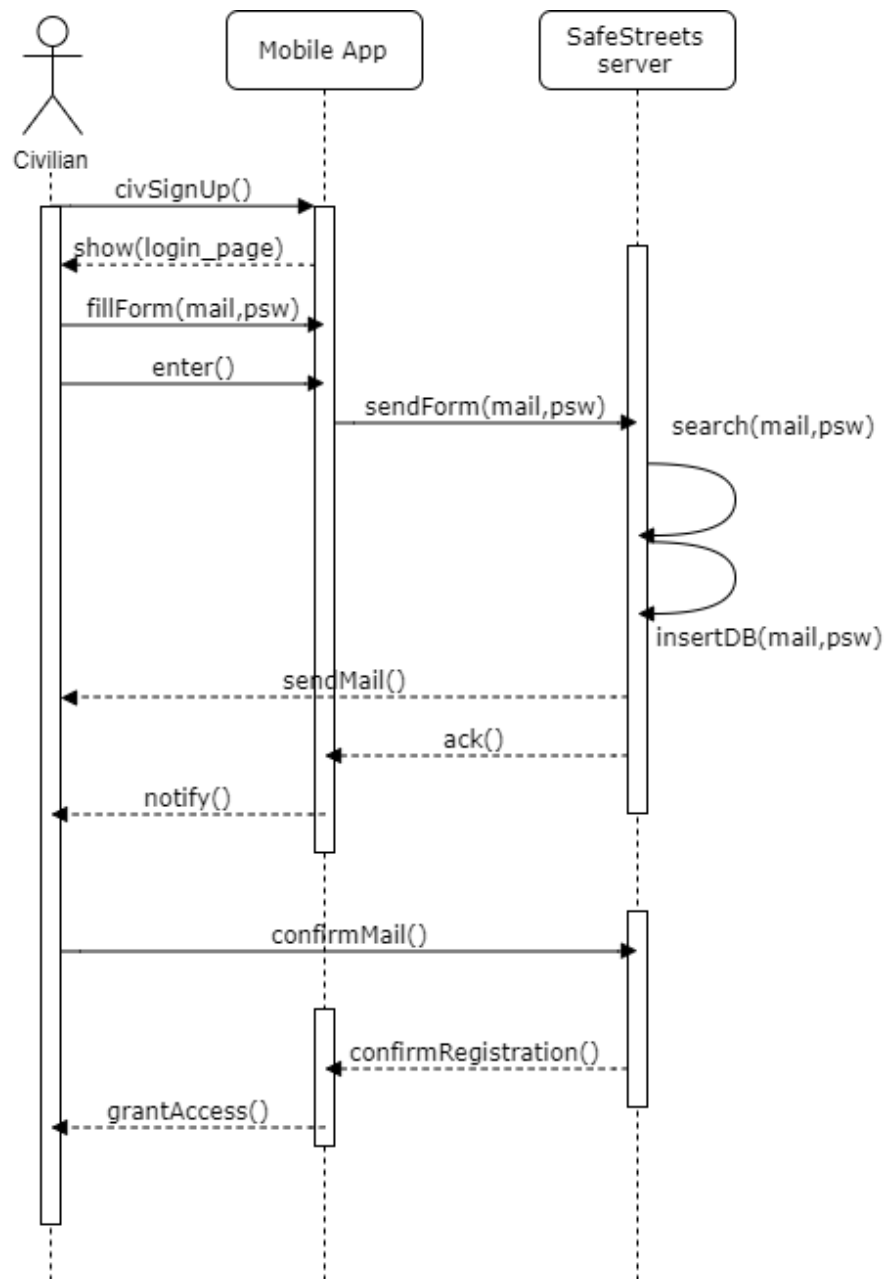 Mobile App
SafeStreets
server
Civilian
civSignUp()
show(login_page)
fillForm(mail,psw)
enter()
sendForm(mail,psw)
search(mail,psw)
insertDB(mail,psw)
sendMail()
ack()
notify()
confirmMail()
confirmRegistration()
grantAccess()